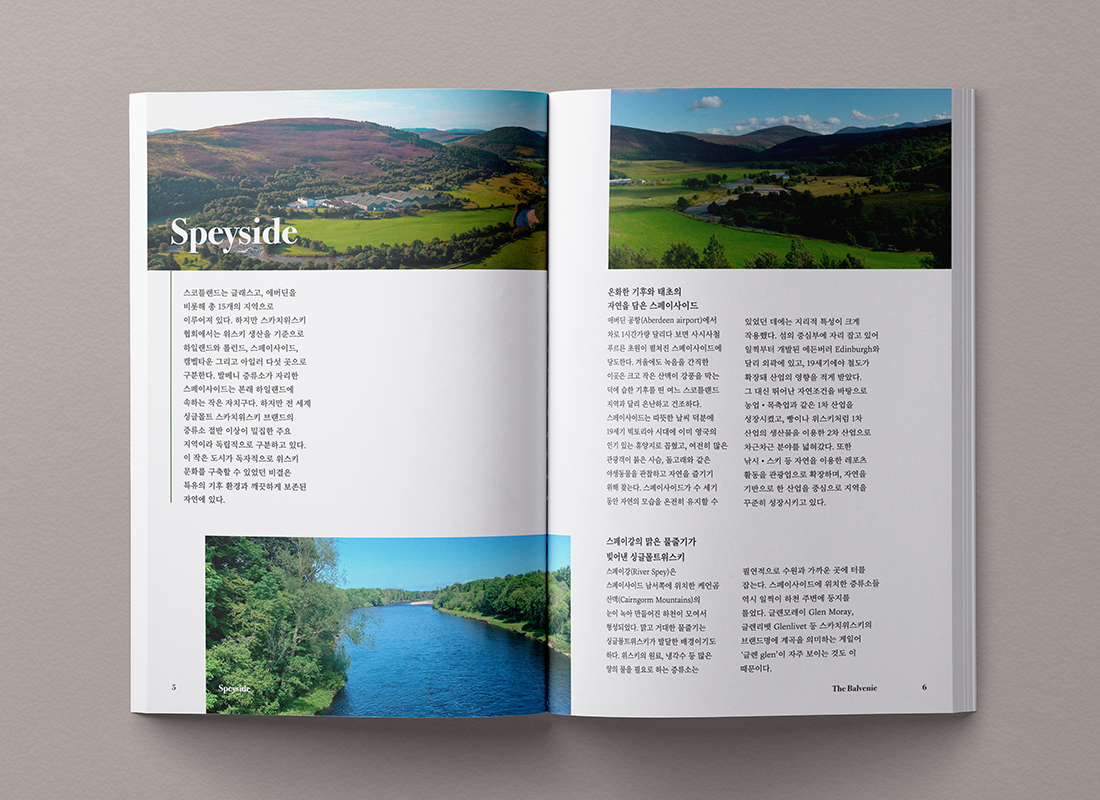 Speyside
스코틀랜드는 글래스고, 에버딘을
비롯해 총 15개의 지역으로
이루어져 있다. 하지만 스카치위스키
협회에서는 위스키 생산을 기준으로
하일랜드와 롤런드, 스페이사이드,
캠벨타운 그리고 아일러 다섯 곳으로
구분한다. 발베니 증류소가 자리한
스페이사이드는 본래 하일랜드에
속하는 작은 자치구다. 하지만 전 세계
싱글몰트 스카치위스키 브랜드의
증류소 절반 이상이 밀집한 주요
지역이라 독립적으로 구분하고 있다.
이 작은 도시가 독자적으로 위스키
문화를 구축할 수 있었던 비결은
특유의 기후 환경과 깨끗하게 보존된
자연에 있다.
5
Speyside
온화한 기후와 태초의
자연을 담은 스페이사이드
애버딘 공항(Aberdeen airport)에서
차로 1시간가량 달리다 보면 사시사철
푸르른 초원이 펼쳐진 스페이사이드에
당도한다. 겨울에도 녹음을 간직한
이곳은 크고 작은 산맥이 강풍을 막는
덕에 습한 기후를 띤 여느 스코틀랜드
지역과 달리 온난하고 건조하다.
스페이사이드는 따뜻한 날씨 덕분에
19세기 빅토리아 시대에 이미 영국의
인기 있는 휴양지로 꼽혔고, 여전히 많은
관광객이 붉은 사슴, 돌고래와 같은
야생동물을 관찰하고 자연을 즐기기
위해 찾는다. 스페이사이드가 수 세기
동안 자연의 모습을 온전히 유지할 수
있었던 데에는 지리적 특성이 크게
작용했다. 섬의 중심부에 자리 잡고 있어
일찍부터 개발된 에든버러 Edinburgh와
달리 외곽에 있고, 19세기에야 철도가
확장돼 산업의 영향을 적게 받았다.
그 대신 뛰어난 자연조건을 바탕으로
농업・목축업과 같은 1차 산업을
성장시켰고, 빵이나 위스키처럼 1차
산업의 생산물을 이용한 2차 산업으로
차근차근 분야를 넓혀갔다. 또한
낚시・스키 등 자연을 이용한 레포츠
활동을 관광업으로 확장하며, 자연을
기반으로 한 산업을 중심으로 지역을
꾸준히 성장시키고 있다.
스페이강의 맑은 물줄기가
빚어낸 싱글몰트위스키
스페이강(River Spey)은
스페이사이드 남서쪽에 위치한 케언곰
산맥(Cairngorm Mountains)의
눈이 녹아 만들어진 하천이 모여서
형성되었다. 맑고 거대한 물줄기는
싱글몰트위스키가 발달한 배경이기도
하다. 위스키의 원료, 냉각수 등 많은
양의 물을 필요로 하는 증류소는
필연적으로 수원과 가까운 곳에 터를
잡는다. 스페이사이드에 위치한 증류소들
역시 일찍이 하천 주변에 둥지를
틀었다. 글렌모레이 Glen Moray,
글렌리벳 Glenlivet 등 스카치위스키의
브랜드명에 계곡을 의미하는 게일어
'글렌 glen'이 자주 보이는 것도 이
때문이다.
The Balvenie
6